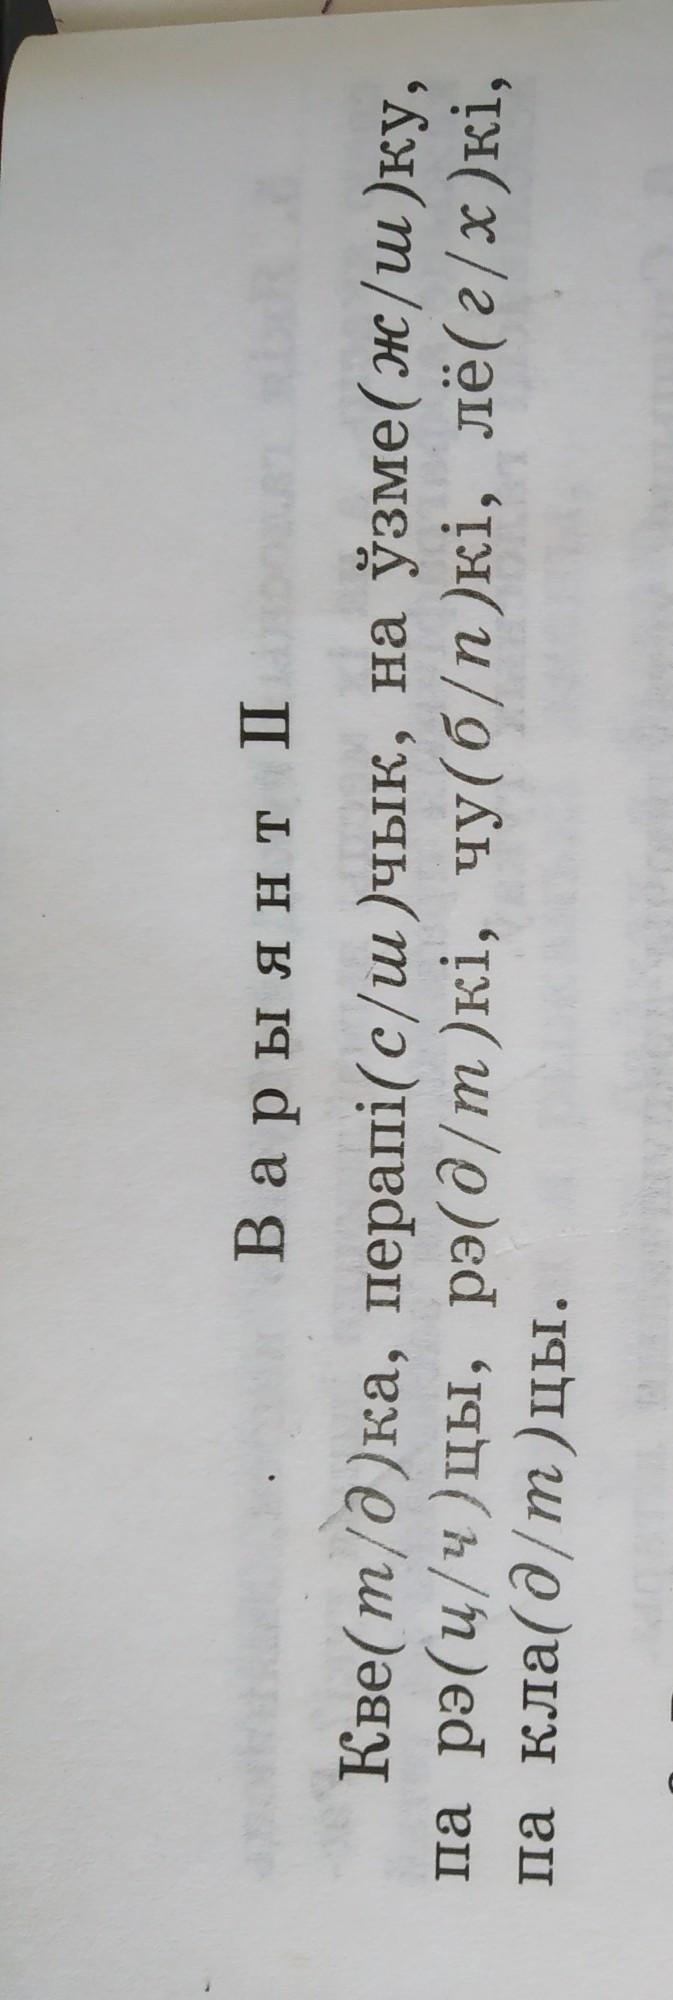 Варыянт II
Кве(т/д)ка, перапі(с/ш)чык, на ўзме(ж/ш)ку,
па рэ(ц/ч)цы, рэ(д/т)кі, чу(б/п)кі, лё(г/х)кі,
па кла(д/т)цы.